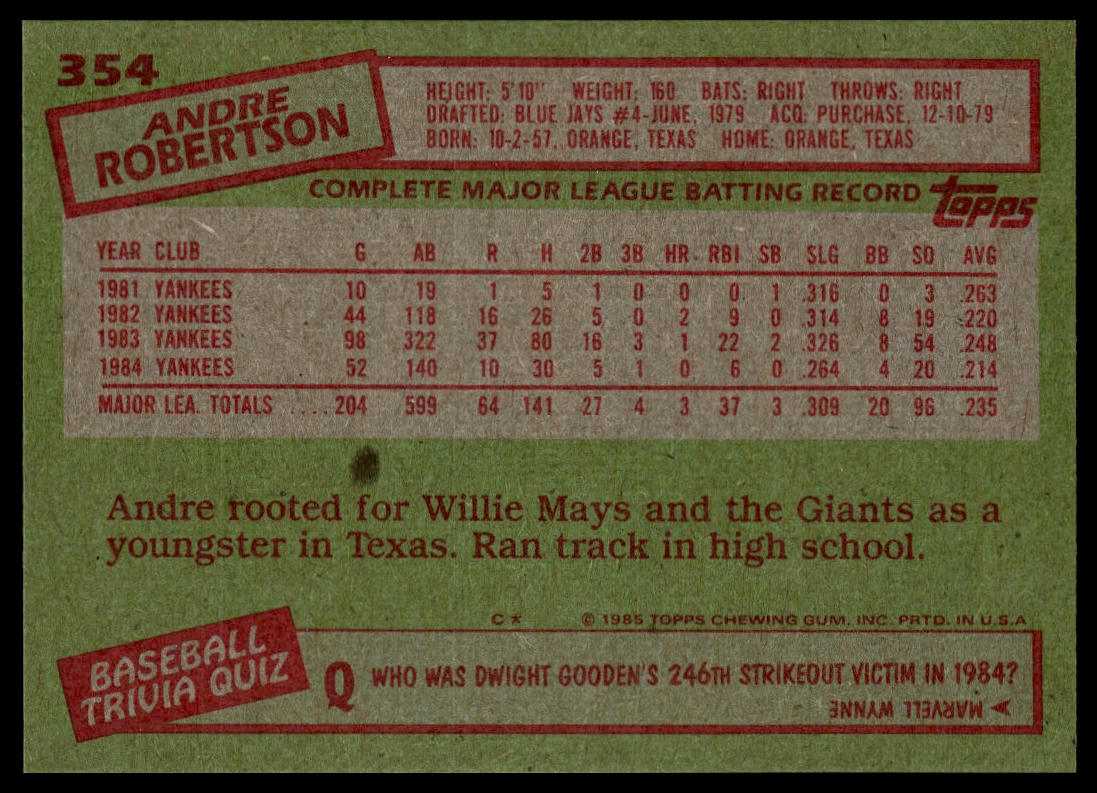 354
ANDRE
ROBERTSON
HEIGHT: 5'10" WEIGHT: 160 BATS: RIGHT THROWS: RIGHT
DRAFTED: BLUE JAYS #4-JUNE, 1979 ACQ: PURCHASE, 12-10-79
BORN: 10-2-57, ORANGE, TEXAS HOME: ORANGE, TEXAS
COMPLETE MAJOR LEAGUE BATTING RECORD
topps
YEAR CLUB G AB R H 2B 3B HR RBI SB SLG BB SO AVG
1981 YANKEES 10 19 1 5 1 0 0 0 1 .316 0 3 .263
1982 YANKEES 44 118 16 26 5 0 2 9 0 .314 8 19 .220
1983 YANKEES 98 322 37 80 16 3 1 22 2 .326 8 54 .248
1984 YANKEES 52 140 10 30 5 1 0 6 0 .264 4 20 .214
MAJOR LEA. TOTALS ....204 599 64 141 27 4 3 37 3 .309 20 96 .235
Andre rooted for Willie Mays and the Giants as a
youngster in Texas. Ran track in high school.
C* © 1985 TOPPS CHEWING GUM, INC. PRTD. IN U.S.A
BASEBALL
TRIVIA QUIZ
Q WHO WAS DWIGHT GOODEN'S 246TH STRIKEOUT VICTIM IN 1984?
MARVELL WYNNE